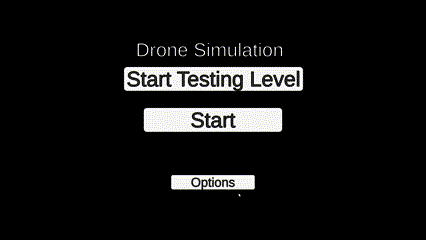 Drone Simulation
Start Testing Level
Start
Options